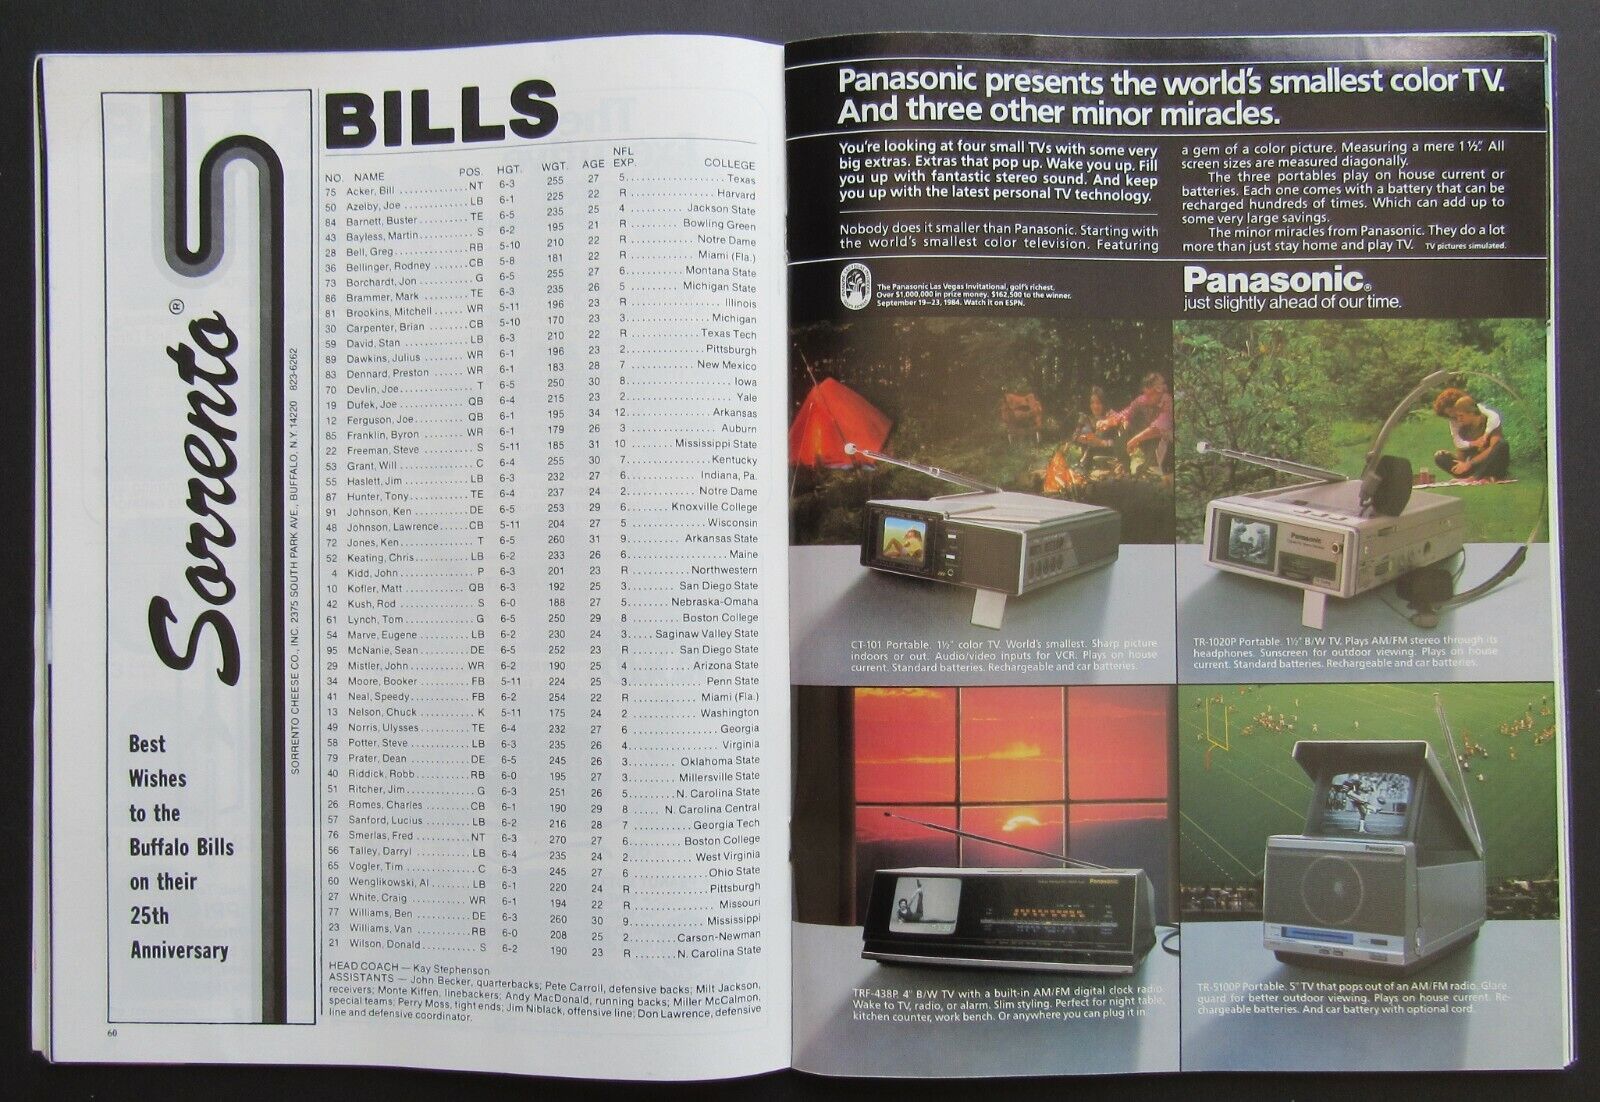 Sorrento®
SORRENTO CHEESE CO., INC. 2375 SOUTH PARK AVE., BUFFALO, N.Y. 14220 823-6262
Best
Wishes
to the
Buffalo Bills
on their
25th
Anniversary
60
BILLS
NO. NAME POS. HGT. WGT. AGE NFL EXP. COLLEGE
75 Acker, Bill NT 6-3 255 27 5 Texas
50 Azelby, Joe LB 6-1 225 22 R Harvard
84 Barnett, Buster TE 6-5 235 25 4 Jackson State
43 Bayless, Martin S 6-2 195 21 R Bowling Green
28 Bell, Greg RB 5-10 210 22 R Notre Dame
36 Bellinger, Rodney CB 5-8 181 22 R Miami (Fla.)
73 Borchardt, Jon G 6-5 255 27 6 Montana State
86 Brammer, Mark TE 6-3 235 26 5 Michigan State
81 Brookins, Mitchell WR 5-11 196 23 R Illinois
30 Carpenter, Brian CB 5-10 170 23 3 Michigan
59 David, Stan LB 6-3 210 22 R Texas Tech
89 Dawkins, Julius WR 6-1 196 23 2 Pittsburgh
83 Dennard, Preston WR 6-1 183 28 7 New Mexico
70 Devlin, Joe T 6-5 250 30 8 Iowa
19 Dufek, Joe QB 6-4 215 23 2 Yale
12 Ferguson, Joe QB 6-1 195 34 12 Arkansas
85 Franklin, Byron WR 6-1 179 26 3 Auburn
22 Freeman, Steve S 5-11 185 31 10 Mississippi State
53 Grant, Will C 6-4 255 30 7 Kentucky
55 Haslett, Jim LB 6-3 232 27 6 Indiana, Pa.
87 Hunter, Tony TE 6-4 237 24 2 Notre Dame
91 Johnson, Ken DE 6-5 253 29 6 Knoxville College
48 Johnson, Lawrence CB 5-11 204 27 5 Wisconsin
72 Jones, Ken T 6-5 260 31 9 Arkansas State
52 Keating, Chris LB 6-2 233 26 6 Maine
4 Kidd, John P 6-3 201 23 R Northwestern
10 Kofler, Matt QB 6-3 192 25 3 San Diego State
42 Kush, Rod S 6-0 188 27 5 Nebraska-Omaha
61 Lynch, Tom G 6-5 250 29 8 Boston College
54 Marve, Eugene LB 6-2 230 24 3 Saginaw Valley State
95 McNanie, Sean DE 6-5 252 23 R San Diego State
29 Mistler, John WR 6-2 190 25 4 Arizona State
34 Moore, Booker FB 5-11 224 25 3 Penn State
41 Neal, Speedy FB 6-2 254 22 R Miami (Fla.)
13 Nelson, Chuck K 5-11 175 24 2 Washington
49 Norris, Ulysses TE 6-4 232 27 6 Georgia
58 Potter, Steve LB 6-3 235 26 4 Virginia
79 Prater, Dean DE 6-5 245 26 3 Oklahoma State
40 Riddick, Robb RB 6-0 195 27 3 Millersville State
51 Ritcher, Jim G 6-3 251 26 5 N. Carolina State
26 Romes, Charles CB 6-1 190 29 8 N. Carolina Central
57 Sanford, Lucius LB 6-2 216 28 7 Georgia Tech
76 Smerlas, Fred NT 6-3 270 27 6 Boston College
56 Talley, Darryl LB 6-4 235 24 2 West Virginia
65 Vogler, Tim C 6-3 245 27 6 Ohio State
60 Wenglikowski, Al LB 6-1 220 24 R Pittsburgh
27 White, Craig WR 6-1 194 22 R Missouri
77 Williams, Ben DE 6-3 260 30 9 Mississippi
23 Williams, Van RB 6-0 208 25 2 Carson-Newman
21 Wilson, Donald S 6-2 190 23 R N. Carolina State
HEAD COACH — Kay Stephenson
ASSISTANTS — John Becker, quarterbacks; Pete Carroll, defensive backs; Milt Jackson,
receivers; Monte Kiffen, linebackers; Andy MacDonald, running backs; Miller McCalmon,
special teams; Perry Moss, tight ends; Jim Niblack, offensive line; Don Lawrence, defensive
line and defensive coordinator.
Panasonic presents the world's smallest color TV.
And three other minor miracles.
You're looking at four small TVs with some very
big extras. Extras that pop up. Wake you up. Fill
you up with fantastic stereo sound. And keep
you up with the latest personal TV technology.
Nobody does it smaller than Panasonic. Starting with
the world's smallest color television. Featuring
a gem of a color picture. Measuring a mere 1½". All
screen sizes are measured diagonally.
The three portables play on house current or
batteries. Each one comes with a battery that can be
recharged hundreds of times. Which can add up to
some very large savings.
The minor miracles from Panasonic. They do a lot
more than just stay home and play TV. TV pictures simulated.
The Panasonic Las Vegas Invitational, golf's richest.
Over $1,000,000 in prize money. $162,500 to the winner.
September 19–23, 1984. Watch it on ESPN.
Panasonic®
just slightly ahead of our time.
CT-101 Portable. 1½" color TV. World's smallest. Sharp picture
indoors or out. Audio/video inputs for VCR. Plays on house
current. Standard batteries. Rechargeable and car batteries.
Panasonic
TR-1020P Portable. 1½" B/W TV. Plays AM/FM stereo through its
headphones. Sunscreen for outdoor viewing. Plays on house
current. Standard batteries. Rechargeable and car batteries.
Panasonic
TRF-438P. 4" B/W TV with a built-in AM/FM digital clock radio.
Wake to TV, radio, or alarm. Slim styling. Perfect for night table,
kitchen counter, work bench. Or anywhere you can plug it in.
Panasonic
TR-5100P Portable. 5" TV that pops out of an AM/FM radio. Glare
guard for better outdoor viewing. Plays on house current. Re-
chargeable batteries. And car battery with optional cord.